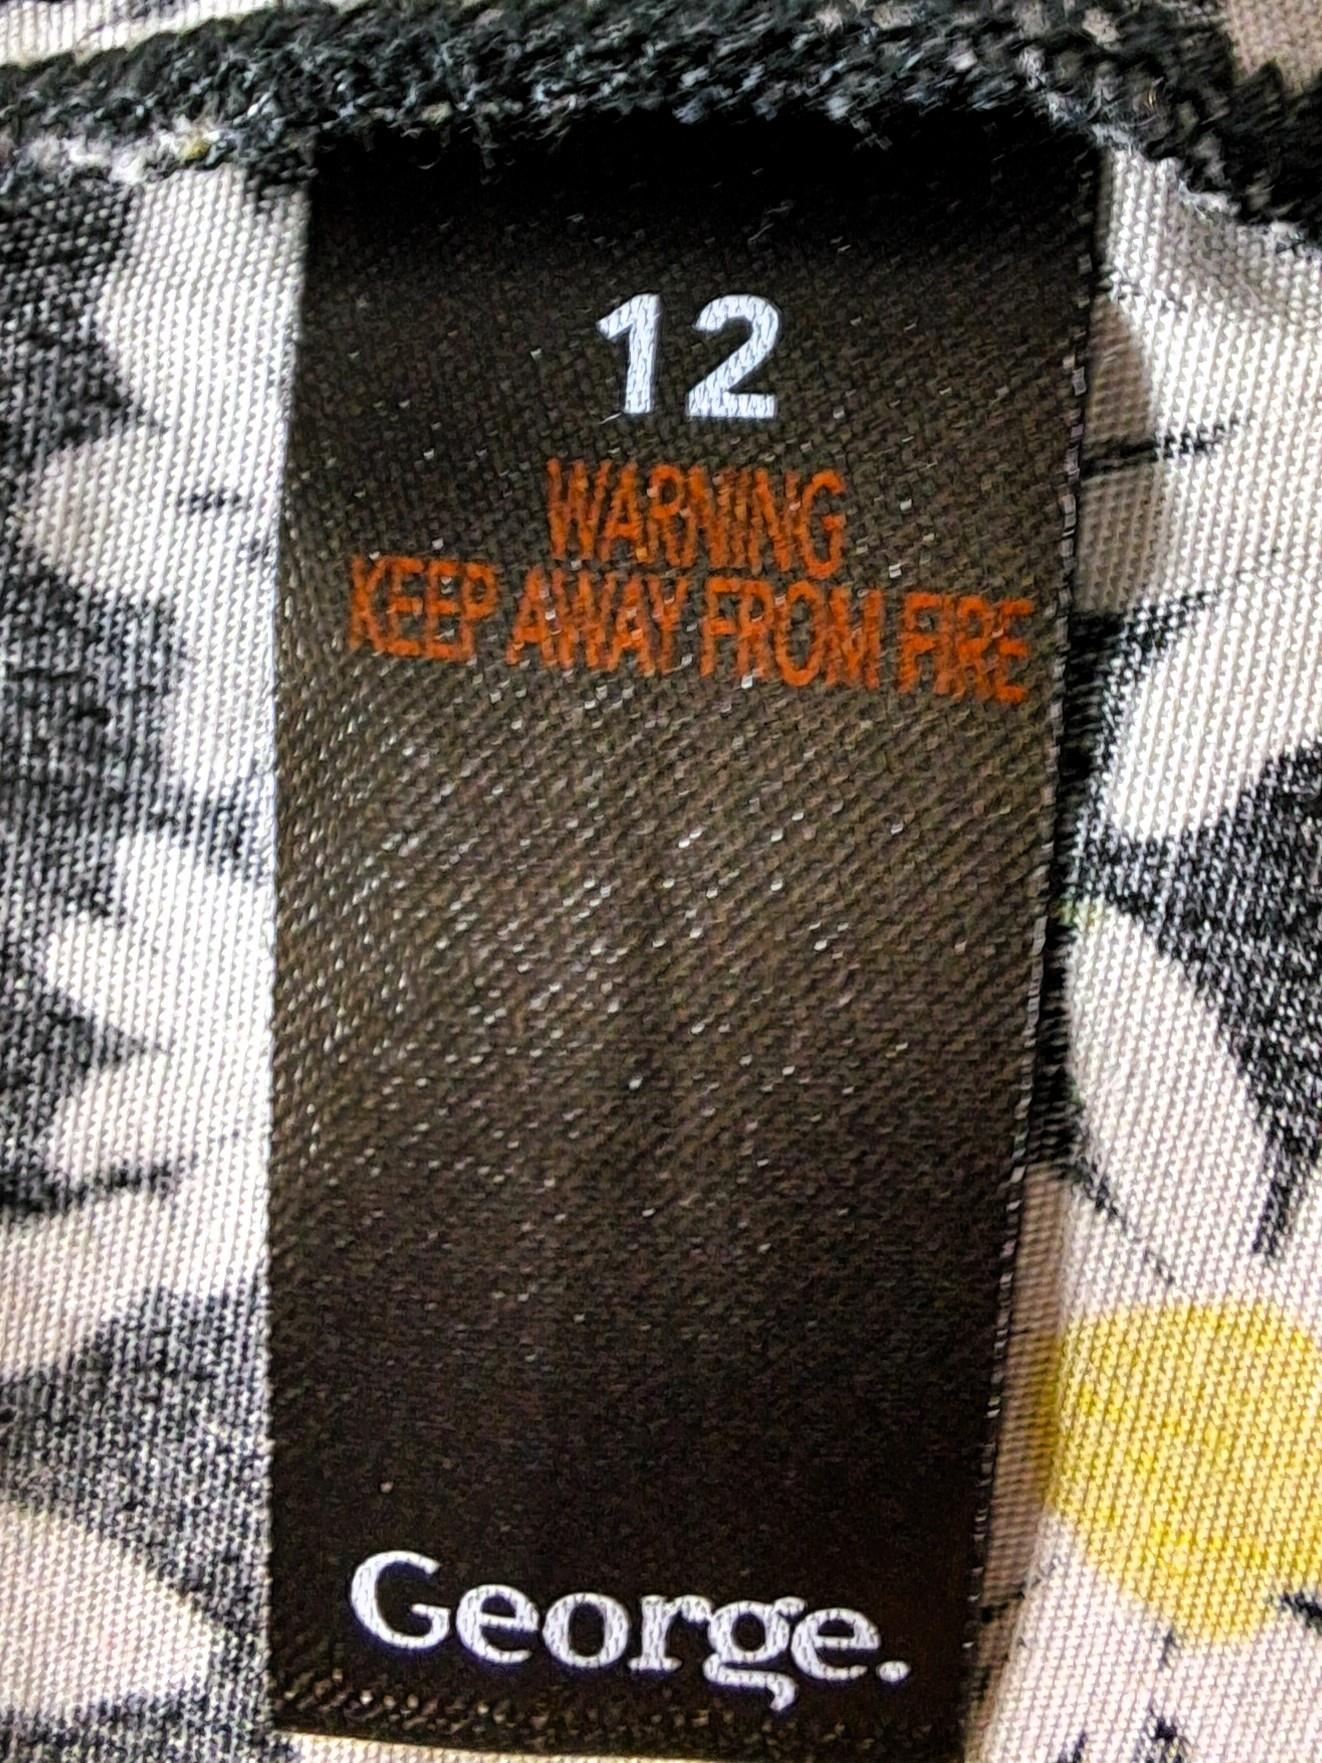 12
WARNING
KEEP AWAY FROM FIRE
George.